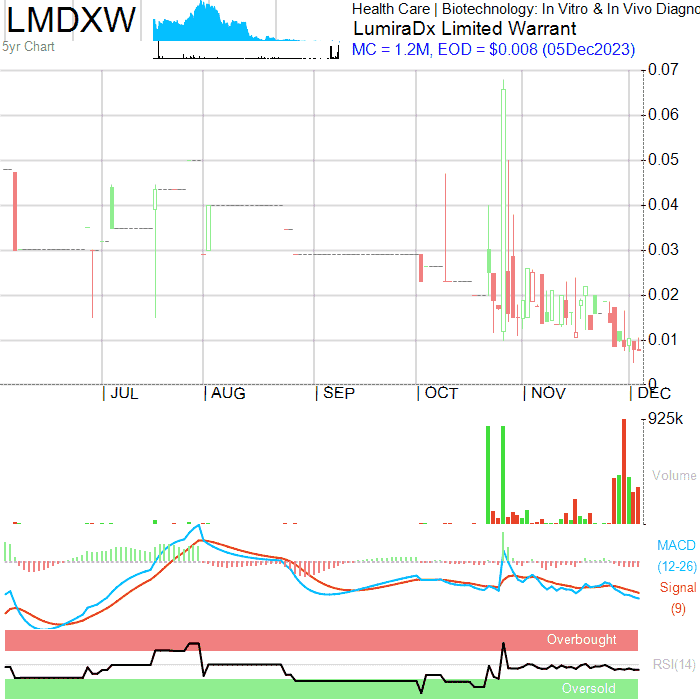 LMDXW
5yr Chart
Health Care | Biotechnology: In Vitro & In Vivo Diagno
LumiraDx Limited Warrant
MC = 1.2M, EOD = $0.008 (05Dec2023)
0.07
0.06
0.05
0.04
0.03
0.02
0.01
0
| JUL | AUG | SEP | OCT | NOV | DEC
925k
Volume
MACD
(12-26)
Signal
(9)
Overbought
RSI(14)
Oversold